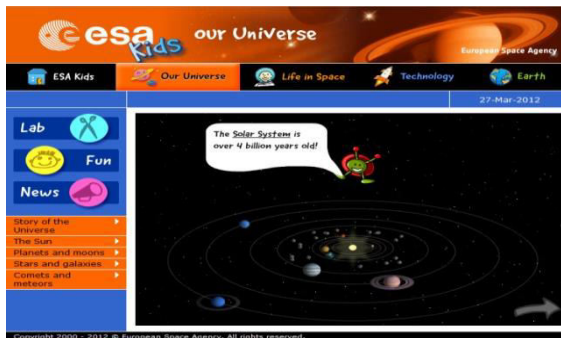 esa
Kids
our Universe
European Space Agency
ESA Kids
Our Universe
Life in Space
Technology
Earth
27-Mar-2012
Lab
Fun
News
The Solar System is
over 4 billion years old!
Story of the
Universe
The Sun
Planets and moons
Stars and galaxies
Comets and
meteors
Copyright 2000 - 2012 © European Space Agency. All rights reserved.